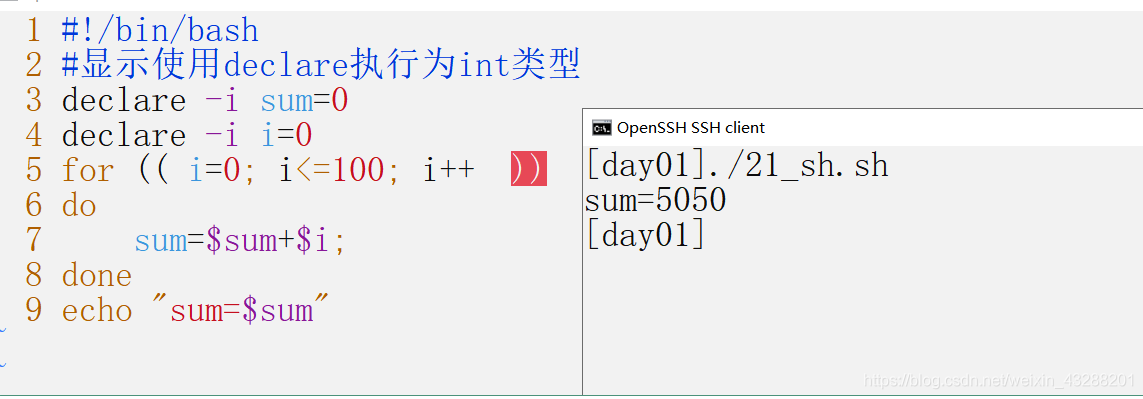 1 #!/bin/bash
2 #显示使用declare执行为int类型
3 declare -i sum=0
4 declare -i i=0
5 for (( i=0; i<=100; i++  ))
6 do
7     sum=$sum+$i;
8 done
9 echo "sum=$sum"
~
~
OpenSSH SSH client
[day01]./21_sh.sh
sum=5050
[day01]
https://blog.csdn.net/weixin_43288201